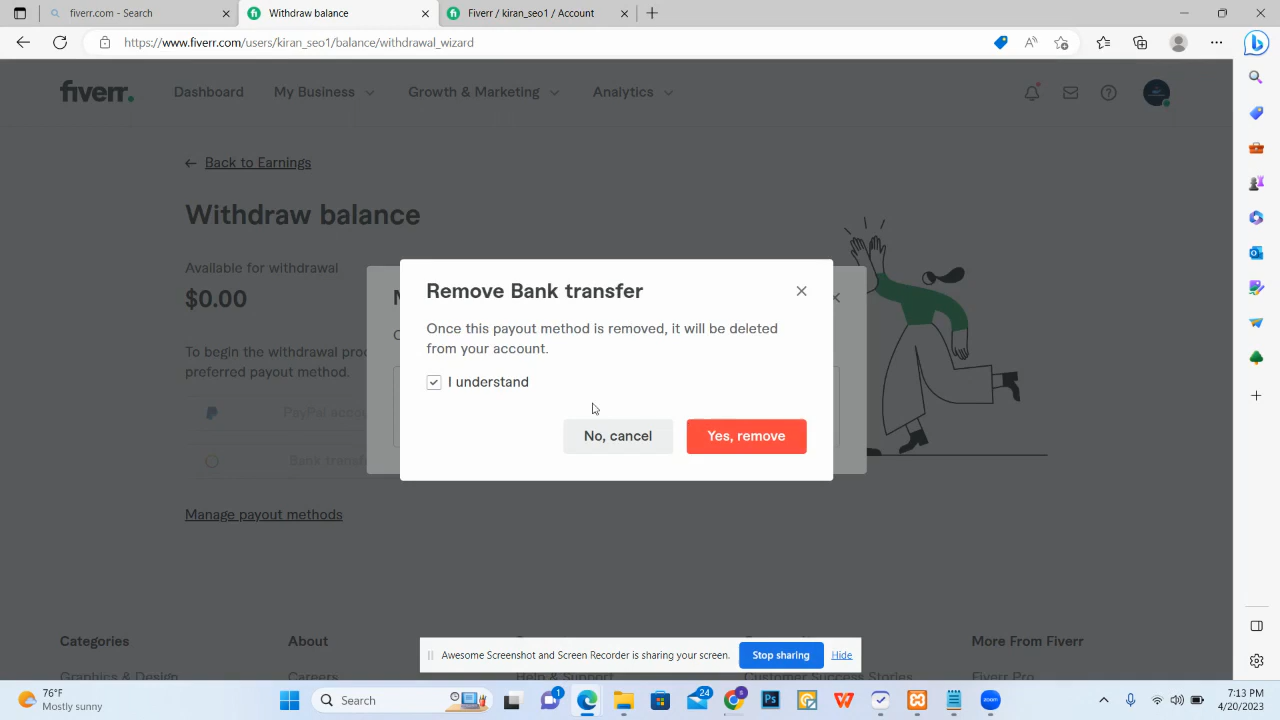 fiverr.com - search
Withdraw balance
Fiverr / kiran_seo1 / Account
https://www.fiverr.com/users/kiran_seo1/balance/withdrawal_wizard
fiverr.
Dashboard
My Business
Growth & Marketing
Analytics
Back to Earnings
Withdraw balance
Available for withdrawal
$0.00
To begin the withdrawal
preferred payout method.
PayPal
Bank
Manage payout methods
Remove Bank transfer
Once this payout method is removed, it will be deleted
from your account.
I understand
No, cancel
Yes, remove
Categories
About
More From Fiverr
Graphics & Design
Careers
Help & Support
Customer Success Stories
Fiverr Pro
Awesome Screenshot and Screen Recorder is sharing your screen.
Stop sharing
Hide
76°F
Mostly sunny
Search
1
24
Ps
zoom
7:13 PM
4/20/2023